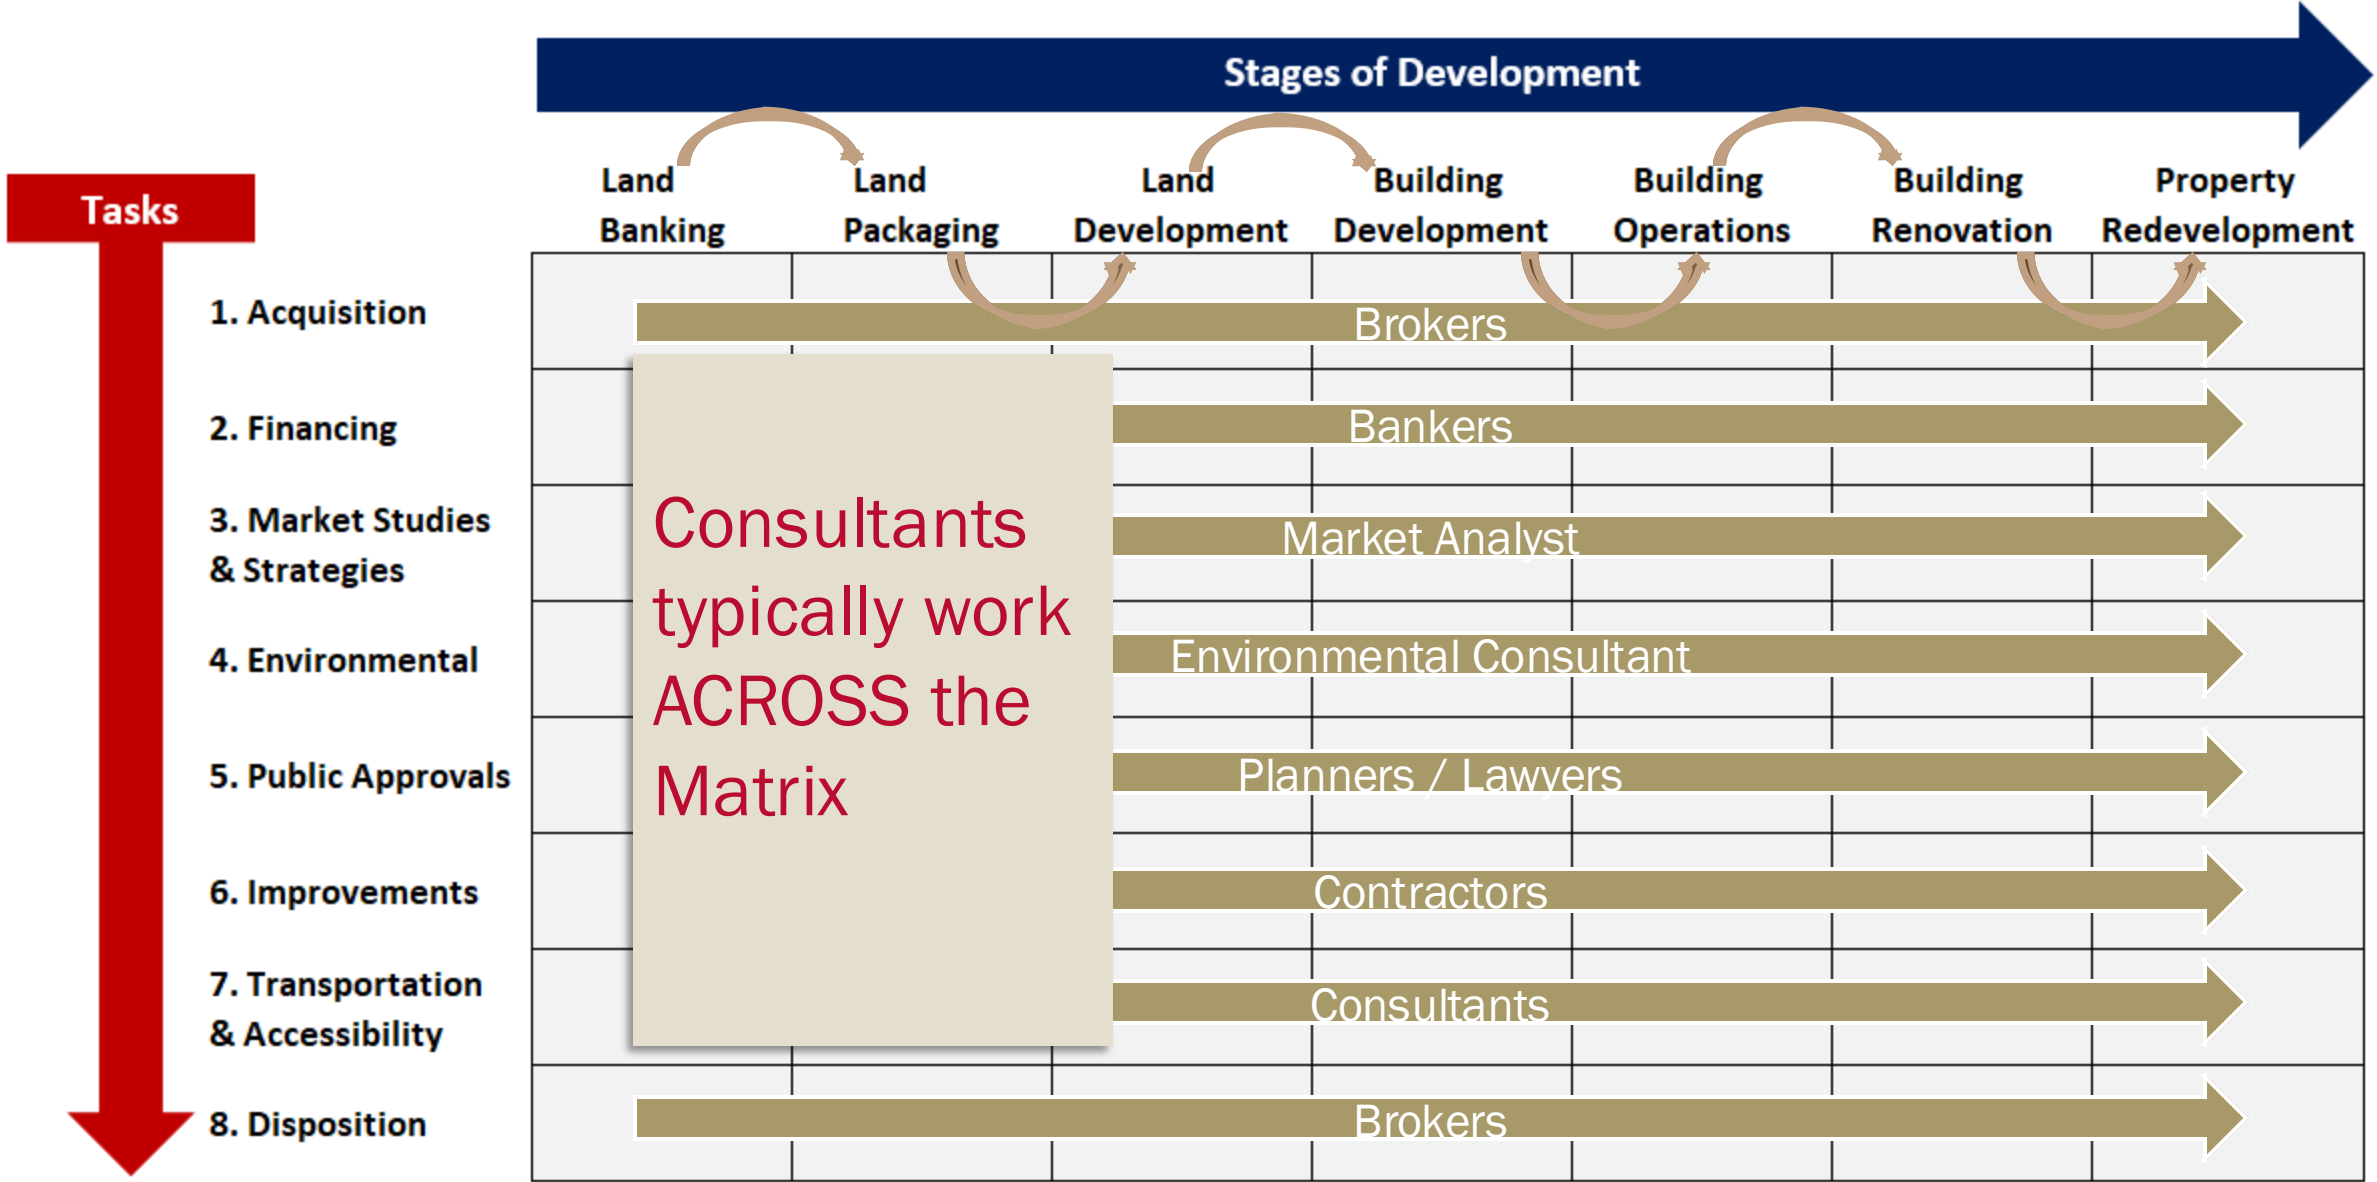 Stages of Development
Tasks
Land Banking
Land Packaging
Land Development
Building Development
Building Operations
Building Renovation
Property Redevelopment
1. Acquisition
Brokers
2. Financing
Bankers
3. Market Studies
& Strategies
Market Analyst
4. Environmental
Environmental Consultant
5. Public Approvals
Planners / Lawyers
6. Improvements
Contractors
7. Transportation
& Accessibility
Consultants
8. Disposition
Brokers
Consultants
typically work
ACROSS the
Matrix